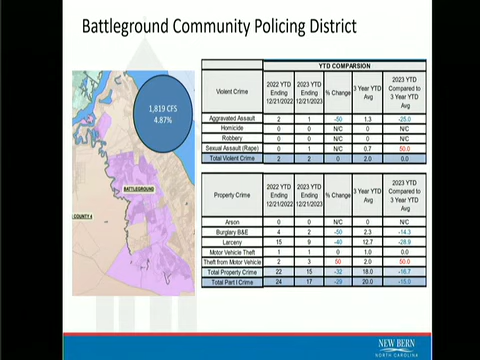 Battleground Community Policing District
1,819 CFS
4.87%
BATTLEGROUND
COUNTY 4
YTD COMPARSION
Violent Crime | 2022 YTD Ending 12/21/2022 | 2023 YTD Ending 12/21/2023 | % Change | 3 Year YTD Avg | 2023 YTD Compared to 3 Year YTD Avg
Aggravated Assault 2 1 -50 1.3 -25.0
Homicide 0 0 N/C 0 N/C
Robbery 0 0 N/C 0 N/C
Sexual Assault (Rape) 0 1 N/C 0.7 50.0
Total Violent Crime 2 2 0 2.0 0.0
Property Crime | 2022 YTD Ending 12/21/2022 | 2023 YTD Ending 12/21/2023 | % Change | 3 Year YTD Avg | 2023 YTD Compared to 3 Year YTD Avg
Arson 0 0 N/C 0 N/C
Burglary B&E 4 2 -50 2.3 -14.3
Larceny 15 9 -40 12.7 -28.9
Motor Vehicle Theft 1 1 0 1.0 0.0
Theft from Motor Vehicle 2 3 50 2.0 50.0
Total Property Crime 22 15 -32 18.0 -16.7
Total Part I Crime 24 17 -29 20.0 -15.0
NEW BERN
NORTH CAROLINA